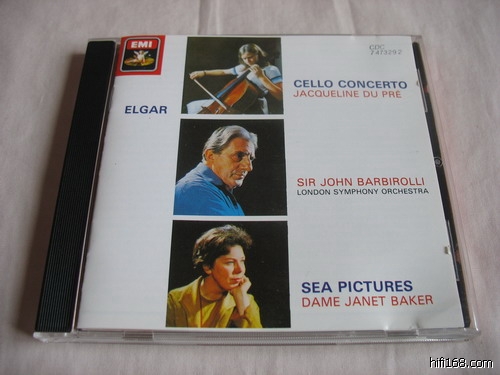 EMI
CDC
7 47329 2
ELGAR
CELLO CONCERTO
JACQUELINE DU PRÉ
SIR JOHN BARBIROLLI
LONDON SYMPHONY ORCHESTRA
SEA PICTURES
DAME JANET BAKER
hifi168.com